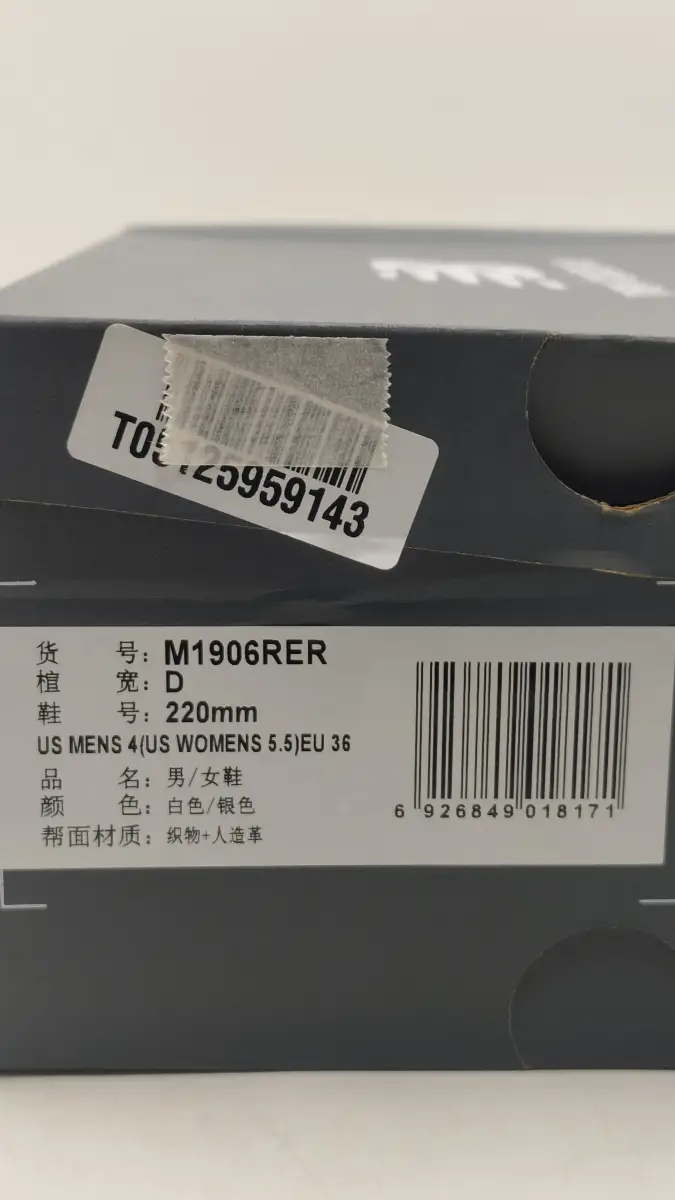 T05125959143
货 号：M1906RER
楦 宽：D
鞋 号：220mm
US MENS 4(US WOMENS 5.5)EU 36
品 名：男/女鞋
颜 色：白色/银色
帮面材质：织物+人造革
6 926849 018171